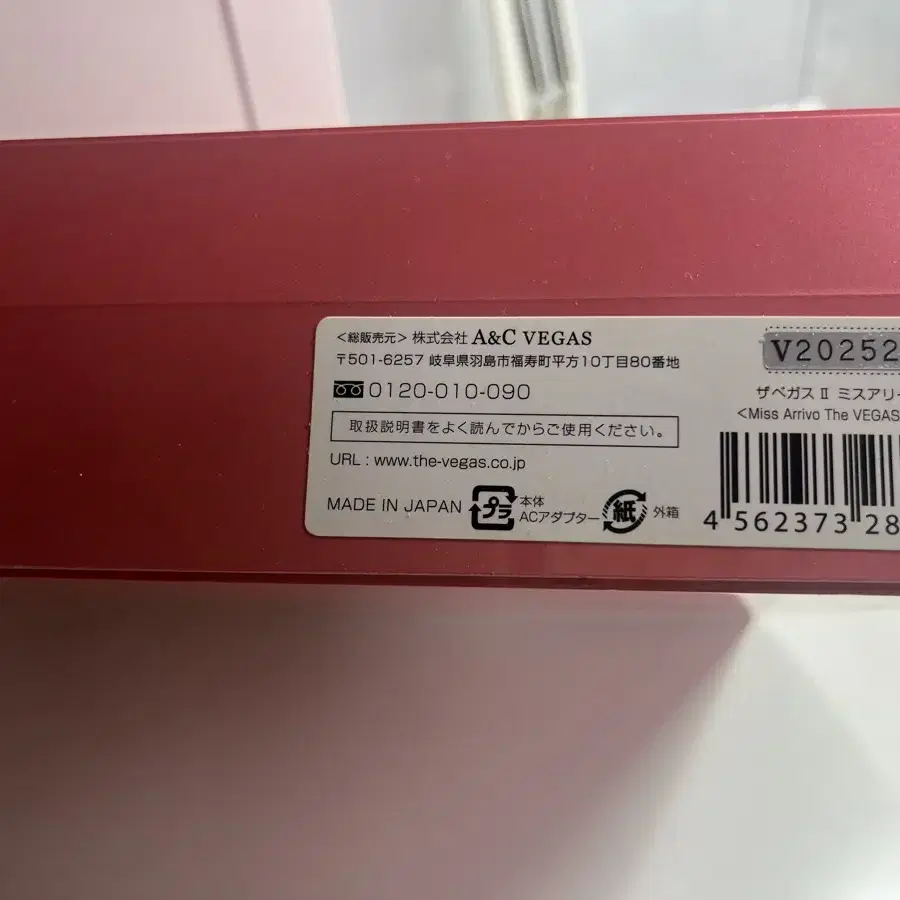 <総販売元> 株式会社 A&C VEGAS
〒501-6257 岐阜県羽島市福寿町平方10丁目80番地
0120-010-090
取扱説明書をよく読んでからご使用ください。
URL : www.the-vegas.co.jp
MADE IN JAPAN
プラ
本体
ACアダプター
紙
外箱
V20252
ザベガス II ミスアリー
<Miss Arrivo The VEGAS
4 562373 28